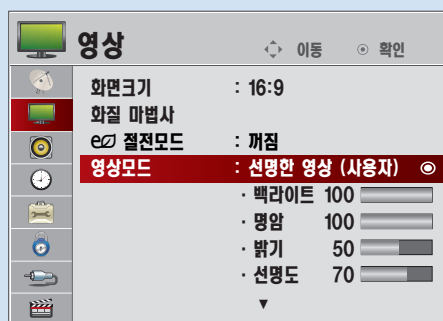 영상
이동 ⊙ 확인
화면크기 : 16:9
화질 마법사
절전모드 : 꺼짐
영상모드 : 선명한 영상 (사용자)
· 백라이트 100
· 명암 100
· 밝기 50
· 선명도 70
▼